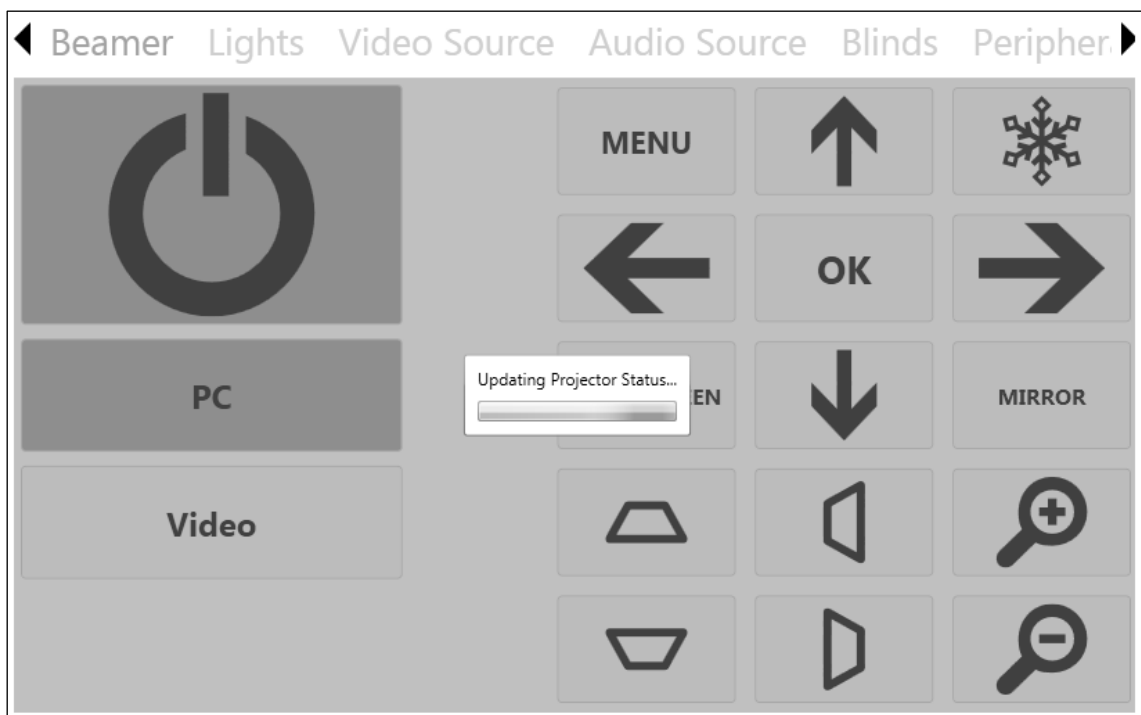 Beamer Lights Video Source Audio Source Blinds Peripher
MENU
OK
PC
Updating Projector Status...
EN
MIRROR
Video